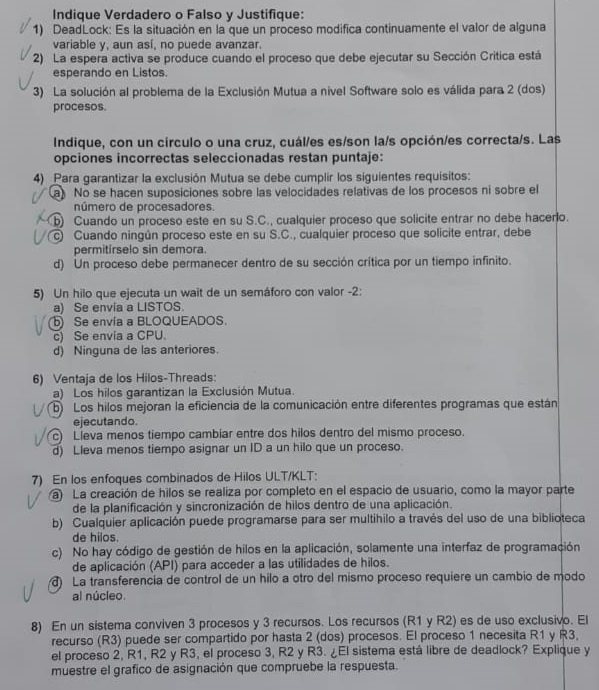 Indique Verdadero o Falso y Justifique:
1) DeadLock: Es la situación en la que un proceso modifica continuamente el valor de alguna
variable y, aun así, no puede avanzar.
2) La espera activa se produce cuando el proceso que debe ejecutar su Sección Critica está
esperando en Listos.
3) La solución al problema de la Exclusión Mutua a nivel Software solo es válida para 2 (dos)
procesos.
Indique, con un circulo o una cruz, cuál/es es/son la/s opción/es correcta/s. Las
opciones incorrectas seleccionadas restan puntaje:
4) Para garantizar la exclusión Mutua se debe cumplir los siguientes requisitos:
a) No se hacen suposiciones sobre las velocidades relativas de los procesos ni sobre el
número de procesadores.
b) Cuando un proceso este en su S.C., cualquier proceso que solicite entrar no debe hacerlo.
c) Cuando ningún proceso este en su S.C., cualquier proceso que solicite entrar, debe
permitírselo sin demora.
d) Un proceso debe permanecer dentro de su sección crítica por un tiempo infinito.
5) Un hilo que ejecuta un wait de un semáforo con valor -2:
a) Se envía a LISTOS.
b) Se envía a BLOQUEADOS.
c) Se envía a CPU.
d) Ninguna de las anteriores.
6) Ventaja de los Hilos-Threads:
a) Los hilos garantizan la Exclusión Mutua.
b) Los hilos mejoran la eficiencia de la comunicación entre diferentes programas que están
ejecutando.
c) Lleva menos tiempo cambiar entre dos hilos dentro del mismo proceso.
d) Lleva menos tiempo asignar un ID a un hilo que un proceso.
7) En los enfoques combinados de Hilos ULT/KLT:
a) La creación de hilos se realiza por completo en el espacio de usuario, como la mayor parte
de la planificación y sincronización de hilos dentro de una aplicación.
b) Cualquier aplicación puede programarse para ser multihilo a través del uso de una biblioteca
de hilos.
c) No hay código de gestión de hilos en la aplicación, solamente una interfaz de programación
de aplicación (API) para acceder a las utilidades de hilos.
d) La transferencia de control de un hilo a otro del mismo proceso requiere un cambio de modo
al núcleo.
8) En un sistema conviven 3 procesos y 3 recursos. Los recursos (R1 y R2) es de uso exclusivo. El
recurso (R3) puede ser compartido por hasta 2 (dos) procesos. El proceso 1 necesita R1 y R3,
el proceso 2, R1, R2 y R3, el proceso 3, R2 y R3. ¿El sistema está libre de deadlock? Explique y
muestre el grafico de asignación que compruebe la respuesta.